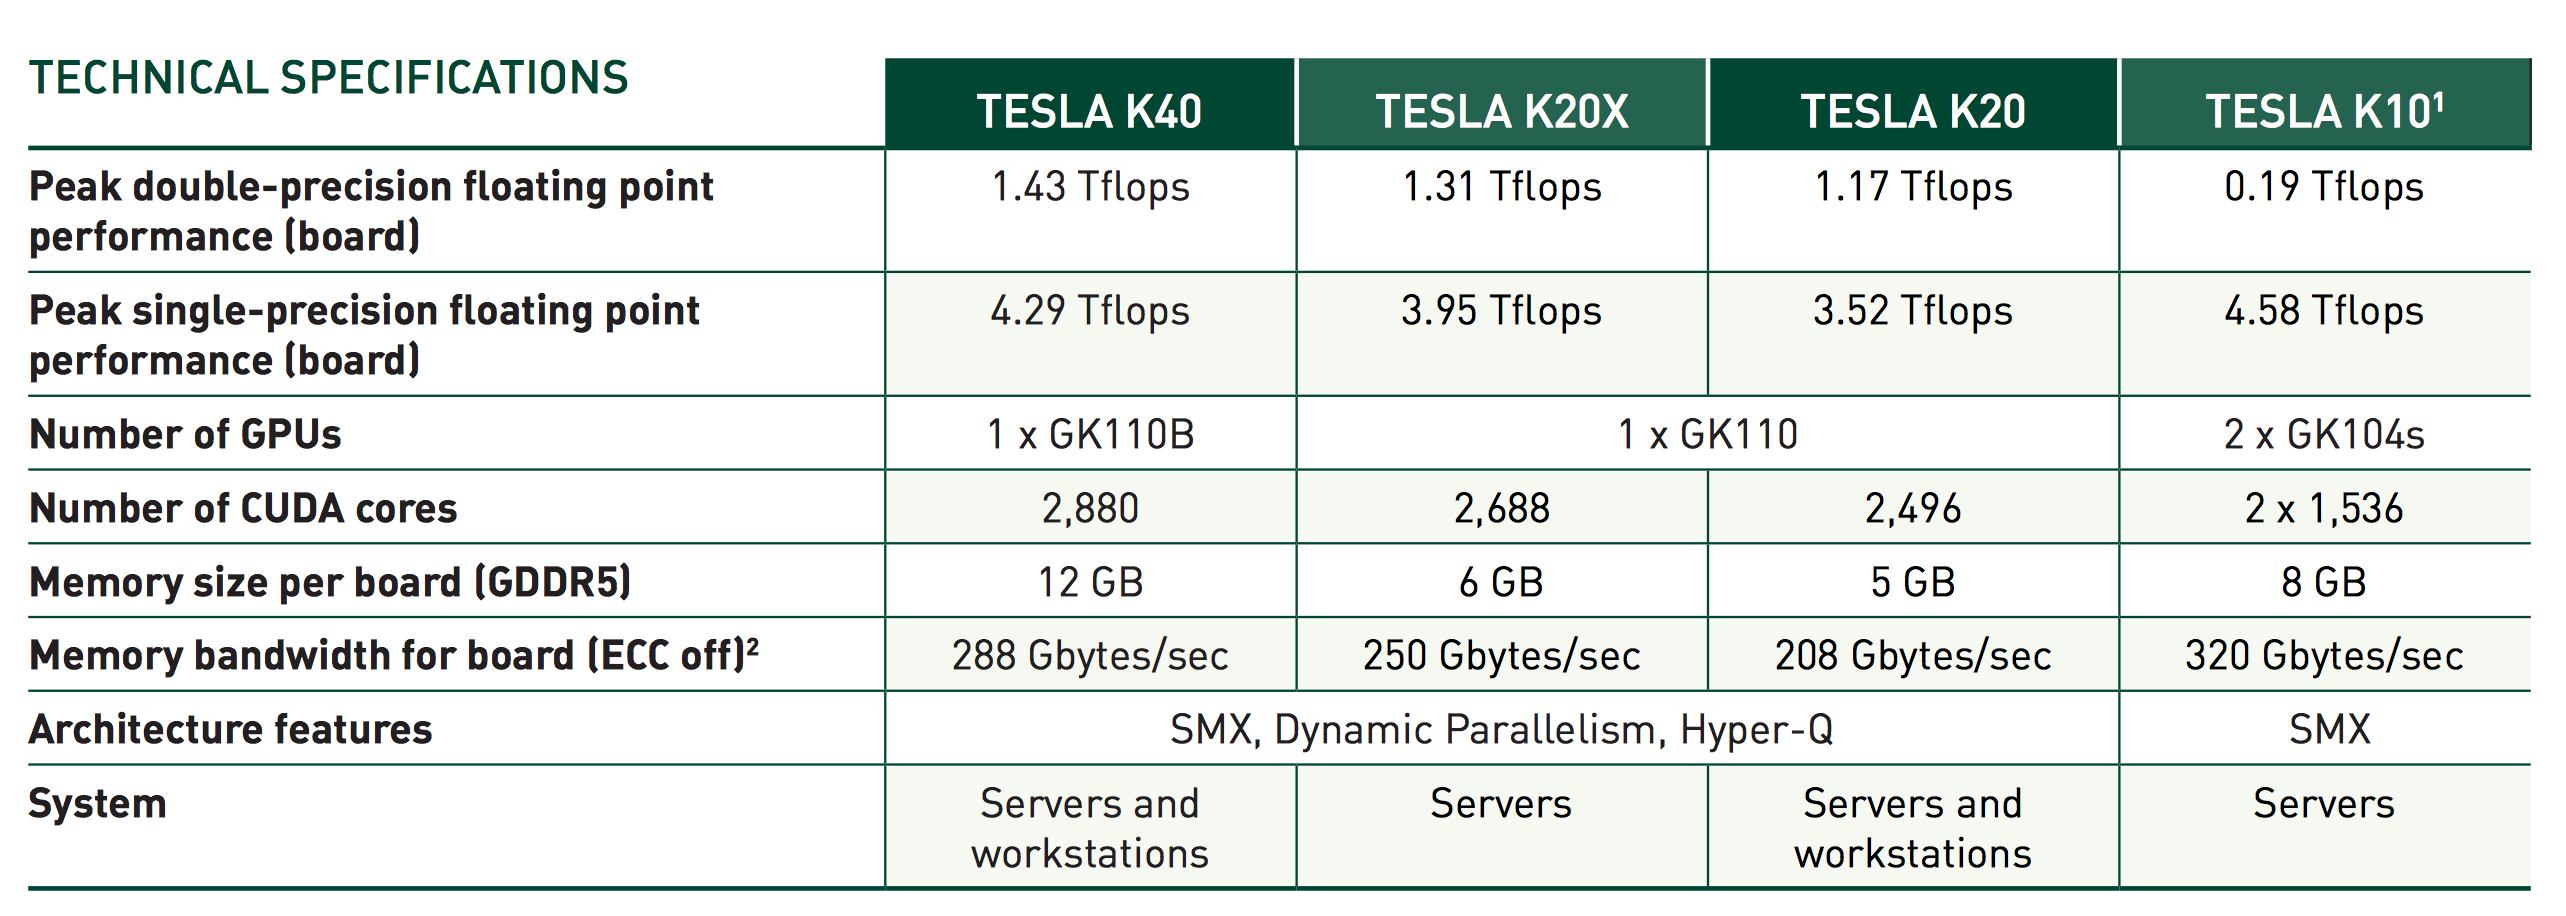 TECHNICAL SPECIFICATIONS
TESLA K40 TESLA K20X TESLA K20 TESLA K10¹
Peak double-precision floating point 1.43 Tflops 1.31 Tflops 1.17 Tflops 0.19 Tflops
performance (board)
Peak single-precision floating point 4.29 Tflops 3.95 Tflops 3.52 Tflops 4.58 Tflops
performance (board)
Number of GPUs 1 x GK110B 1 x GK110 2 x GK104s
Number of CUDA cores 2,880 2,688 2,496 2 x 1,536
Memory size per board (GDDR5) 12 GB 6 GB 5 GB 8 GB
Memory bandwidth for board (ECC off)² 288 Gbytes/sec 250 Gbytes/sec 208 Gbytes/sec 320 Gbytes/sec
Architecture features SMX, Dynamic Parallelism, Hyper-Q SMX
System Servers and Servers Servers and Servers
workstations workstations